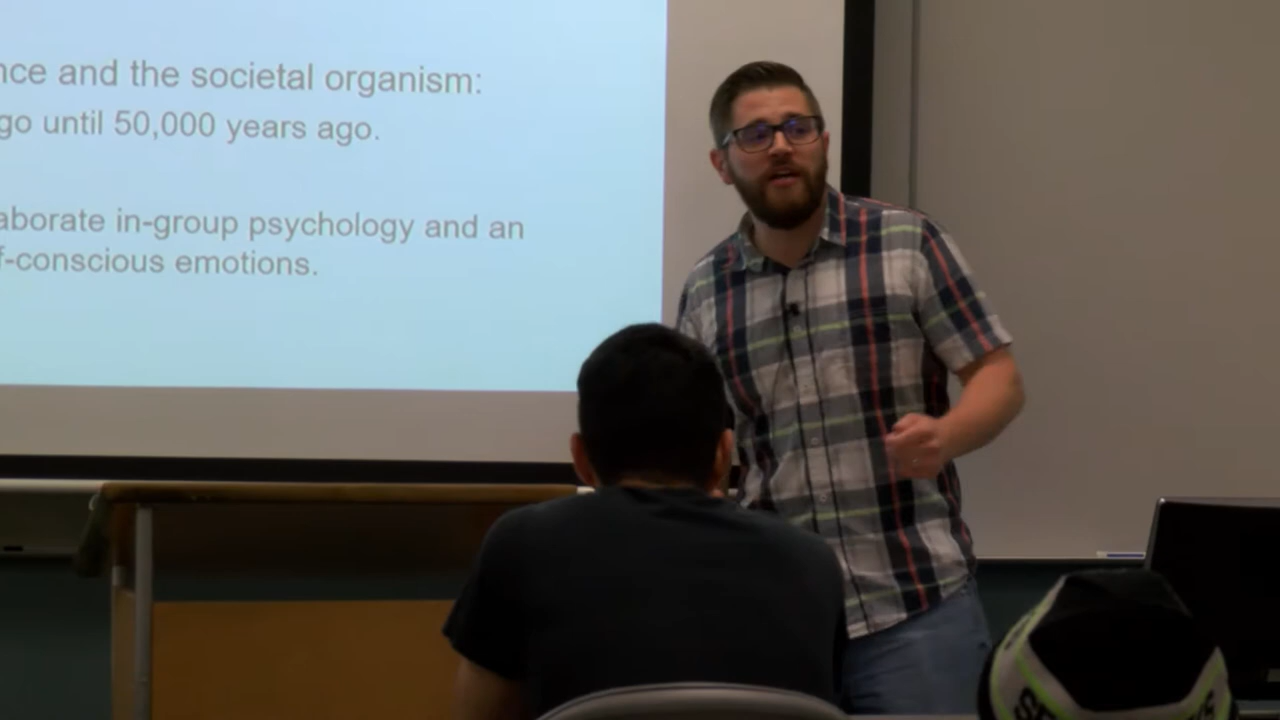 nce and the societal organism:
go until 50,000 years ago.
aborate in-group psychology and an
f-conscious emotions.